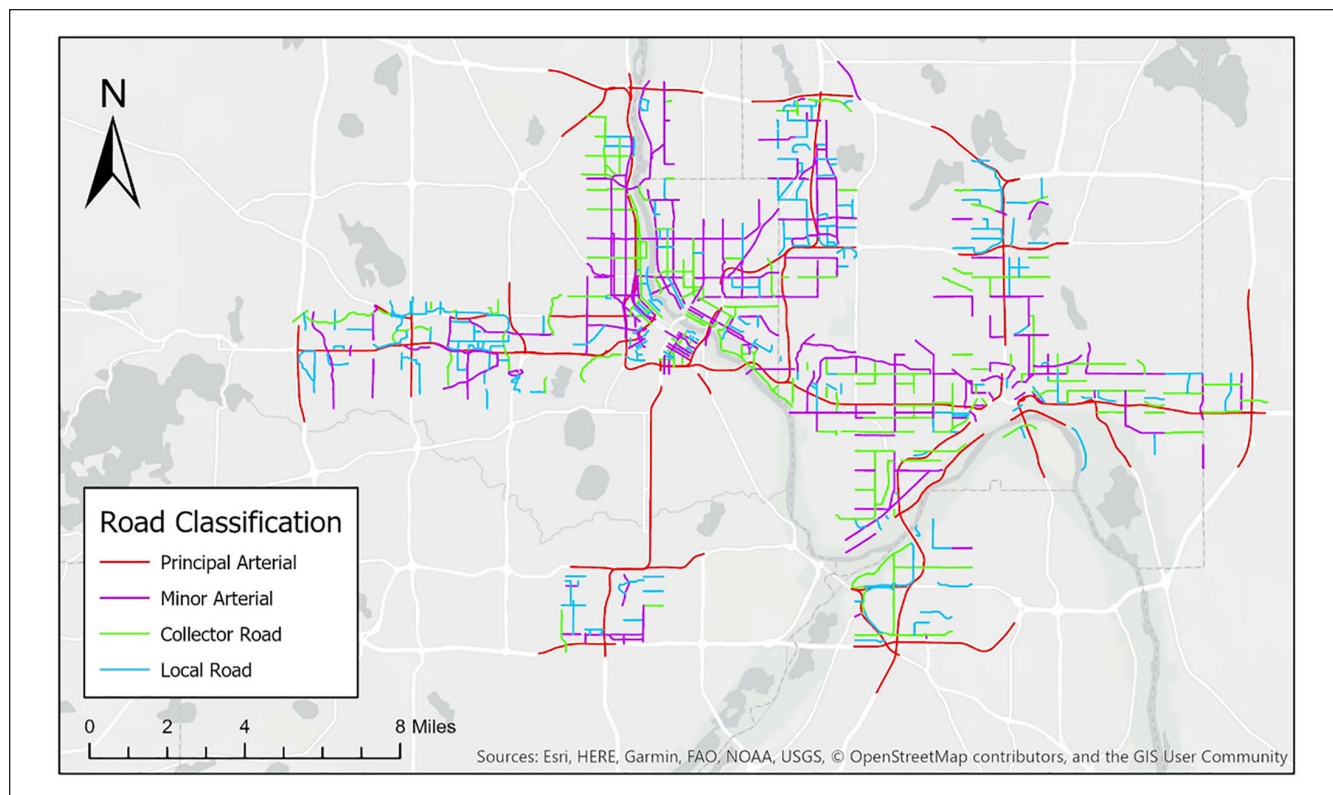 N
Road Classification
Principal Arterial
Minor Arterial
Collector Road
Local Road
0 2 4 8 Miles
Sources: Esri, HERE, Garmin, FAO, NOAA, USGS, © OpenStreetMap contributors, and the GIS User Community